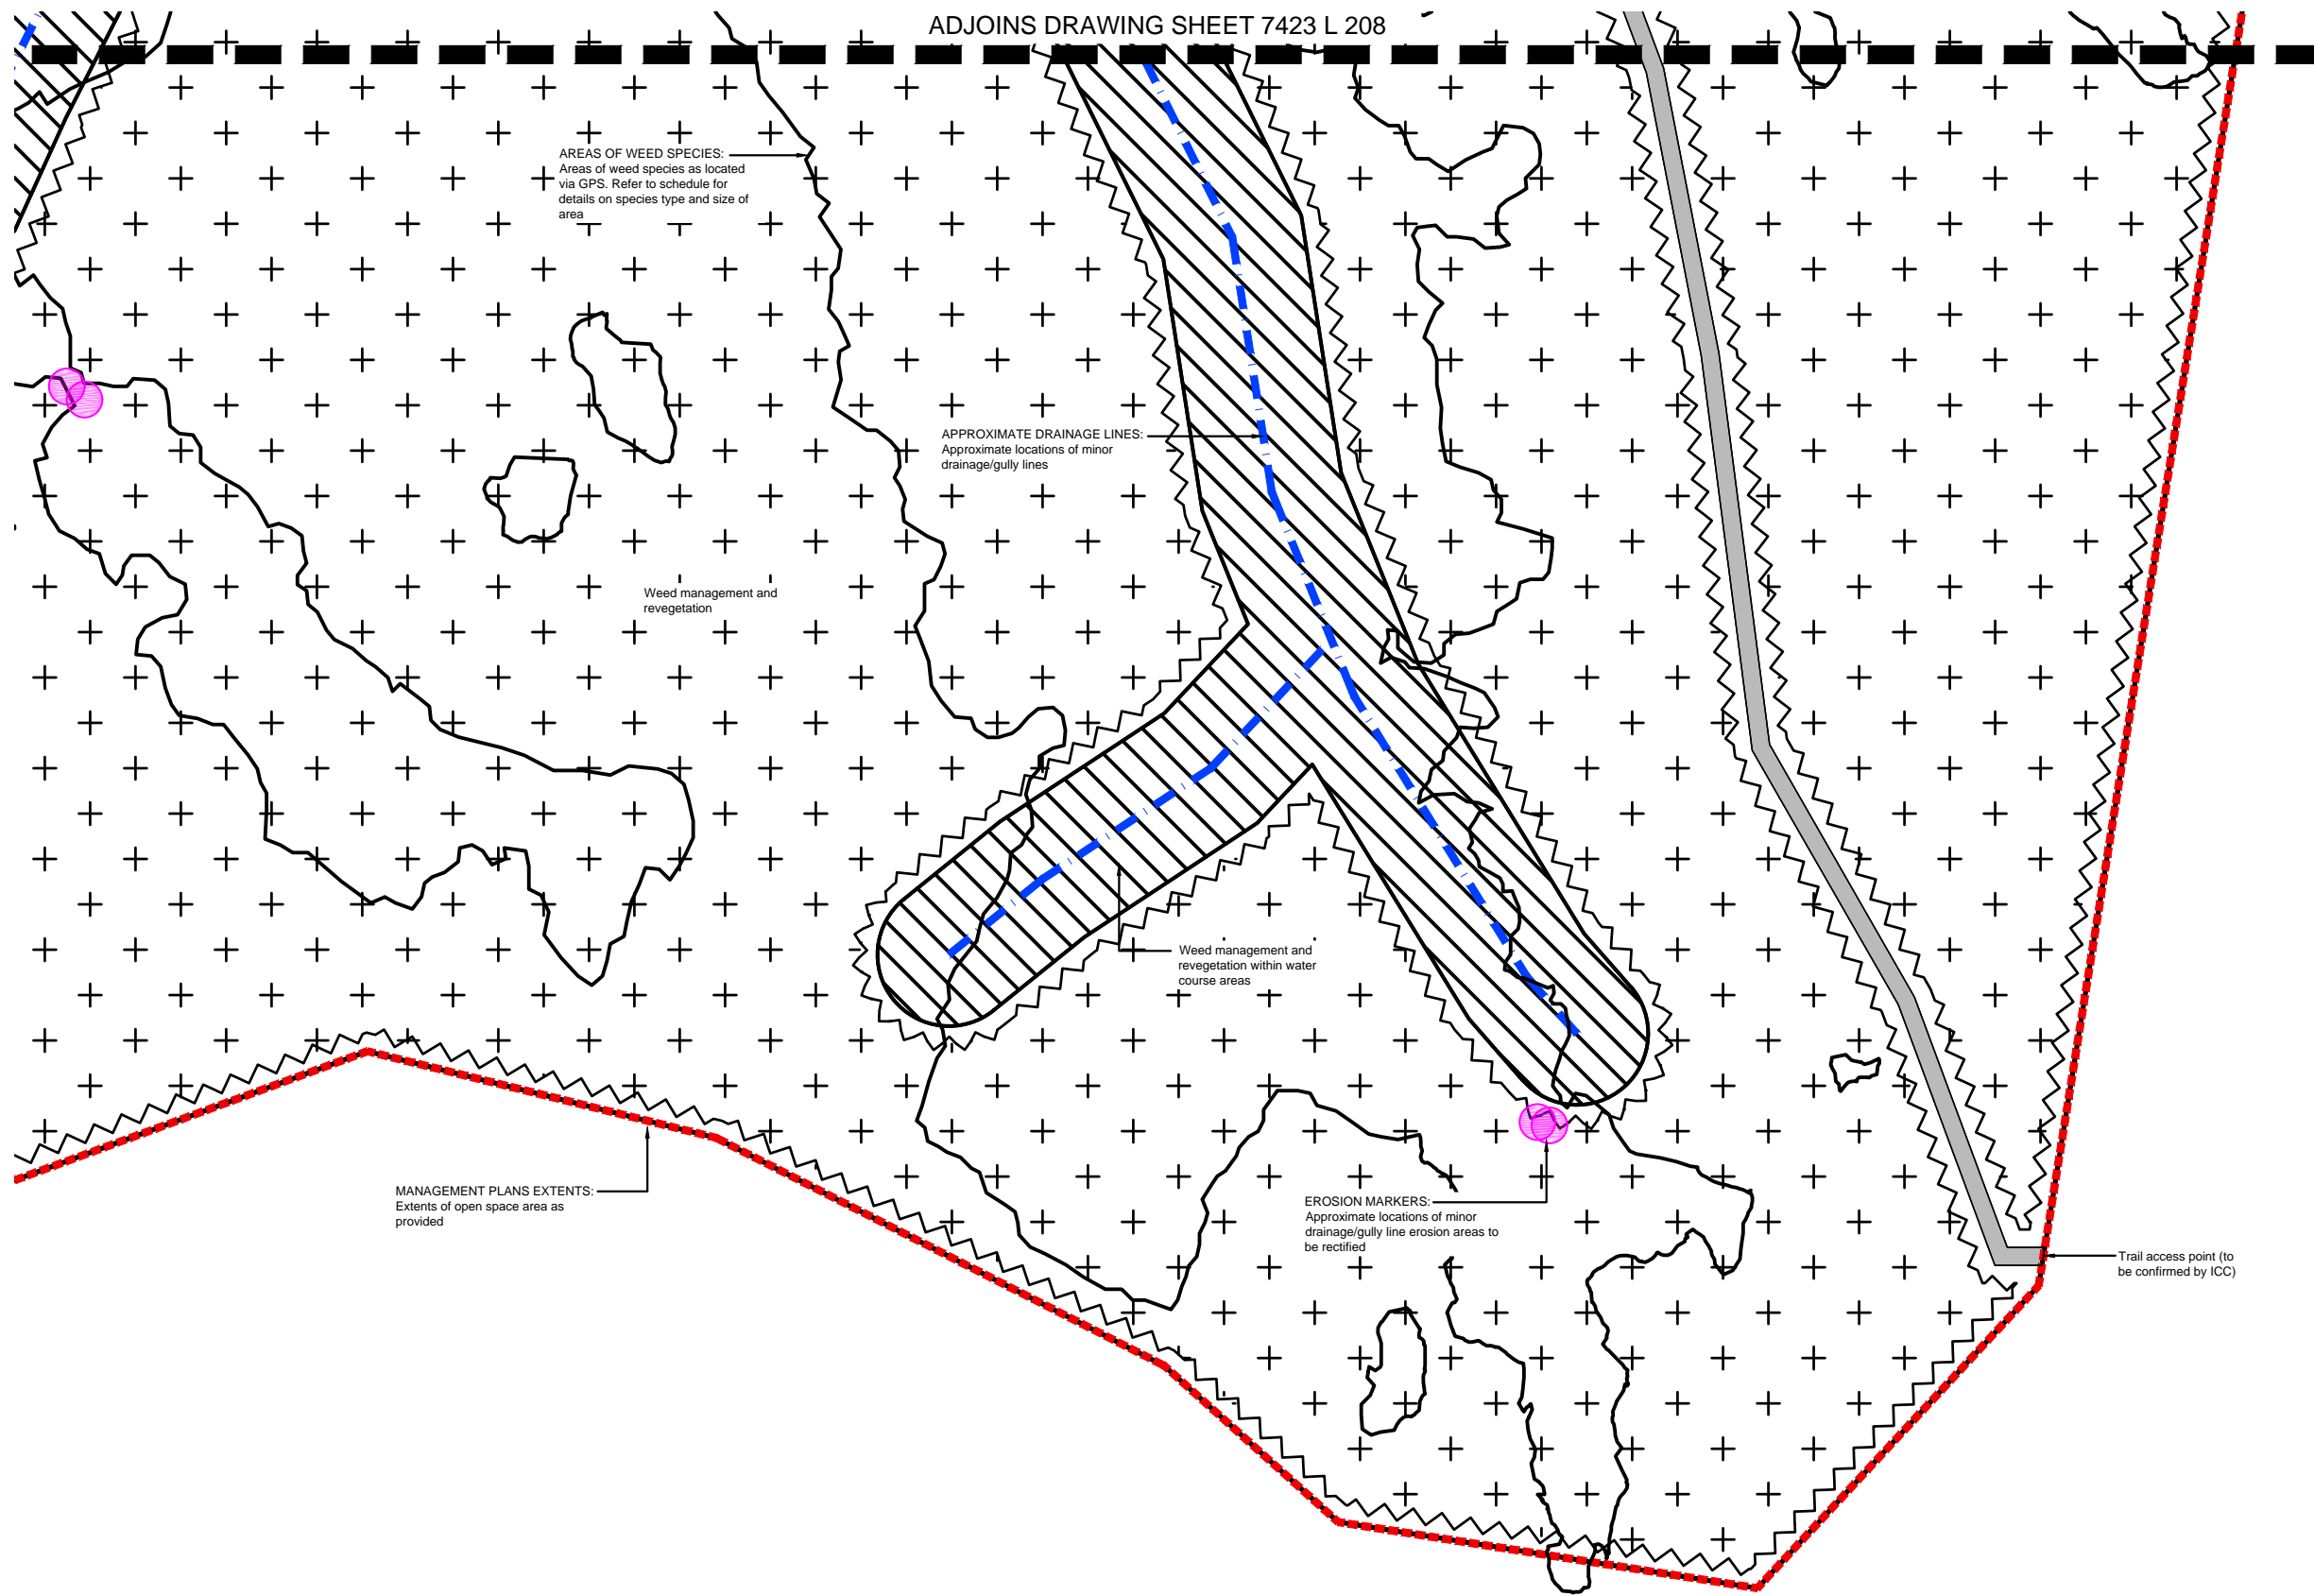 ADJOINS DRAWING SHEET 7423 L 208
AREAS OF WEED SPECIES:
Areas of weed species as located
via GPS. Refer to schedule for
details on species type and size of
area
APPROXIMATE DRAINAGE LINES:
Approximate locations of minor
drainage/gully lines
Weed management and
revegetation
Weed management and
revegetation within water
course areas
MANAGEMENT PLANS EXTENTS:
Extents of open space area as
provided
EROSION MARKERS:
Approximate locations of minor
drainage/gully line erosion areas to
be rectified
Trail access point (to
be confirmed by ICC)